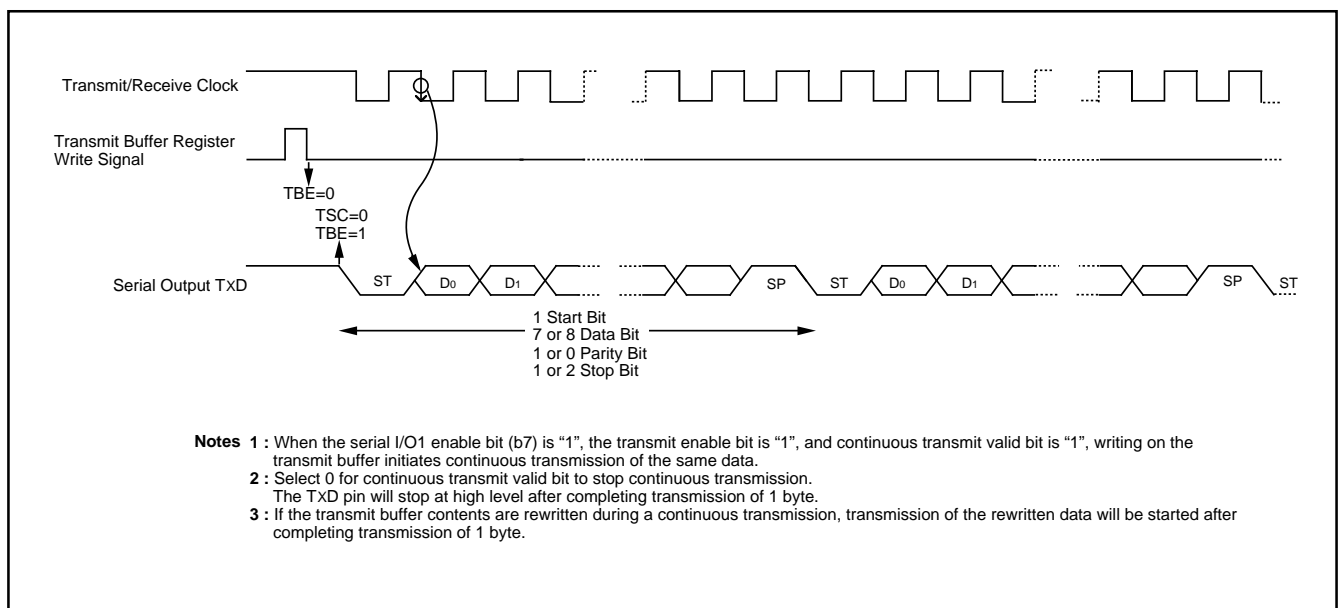 Transmit/Receive Clock
Transmit Buffer Register
Write Signal
TBE=0
TSC=0
TBE=1
Serial Output TXD
ST D0 D1 SP ST D0 D1 SP ST
1 Start Bit
7 or 8 Data Bit
1 or 0 Parity Bit
1 or 2 Stop Bit
Notes 1 : When the serial I/O1 enable bit (b7) is “1”, the transmit enable bit is “1”, and continuous transmit valid bit is “1”, writing on the
transmit buffer initiates continuous transmission of the same data.
2 : Select 0 for continuous transmit valid bit to stop continuous transmission.
The TXD pin will stop at high level after completing transmission of 1 byte.
3 : If the transmit buffer contents are rewritten during a continuous transmission, transmission of the rewritten data will be started after
completing transmission of 1 byte.